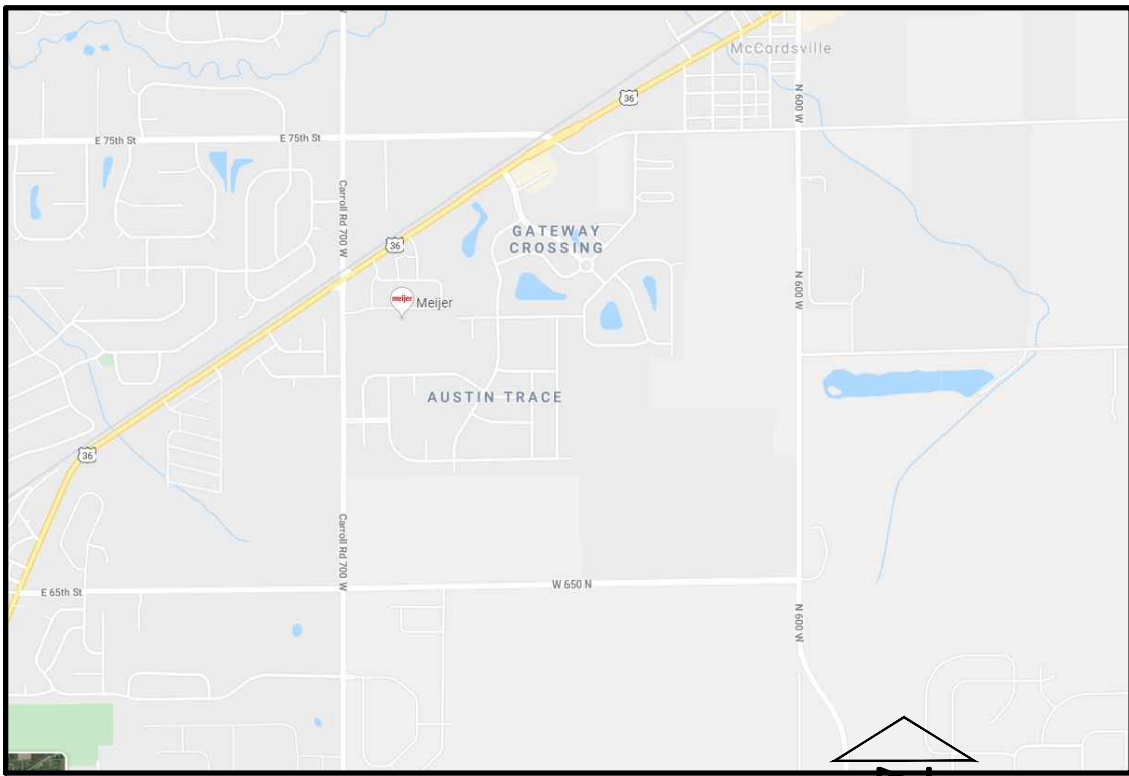 McCordsville
36
N 600 W
E 75th St
E 75th St
Carroll Rd 700 W
GATEWAY
CROSSING
36
N 600 W
meijer
Meijer
AUSTIN TRACE
36
Carroll Rd 700 W
W 650 N
E 65th St
N 600 W